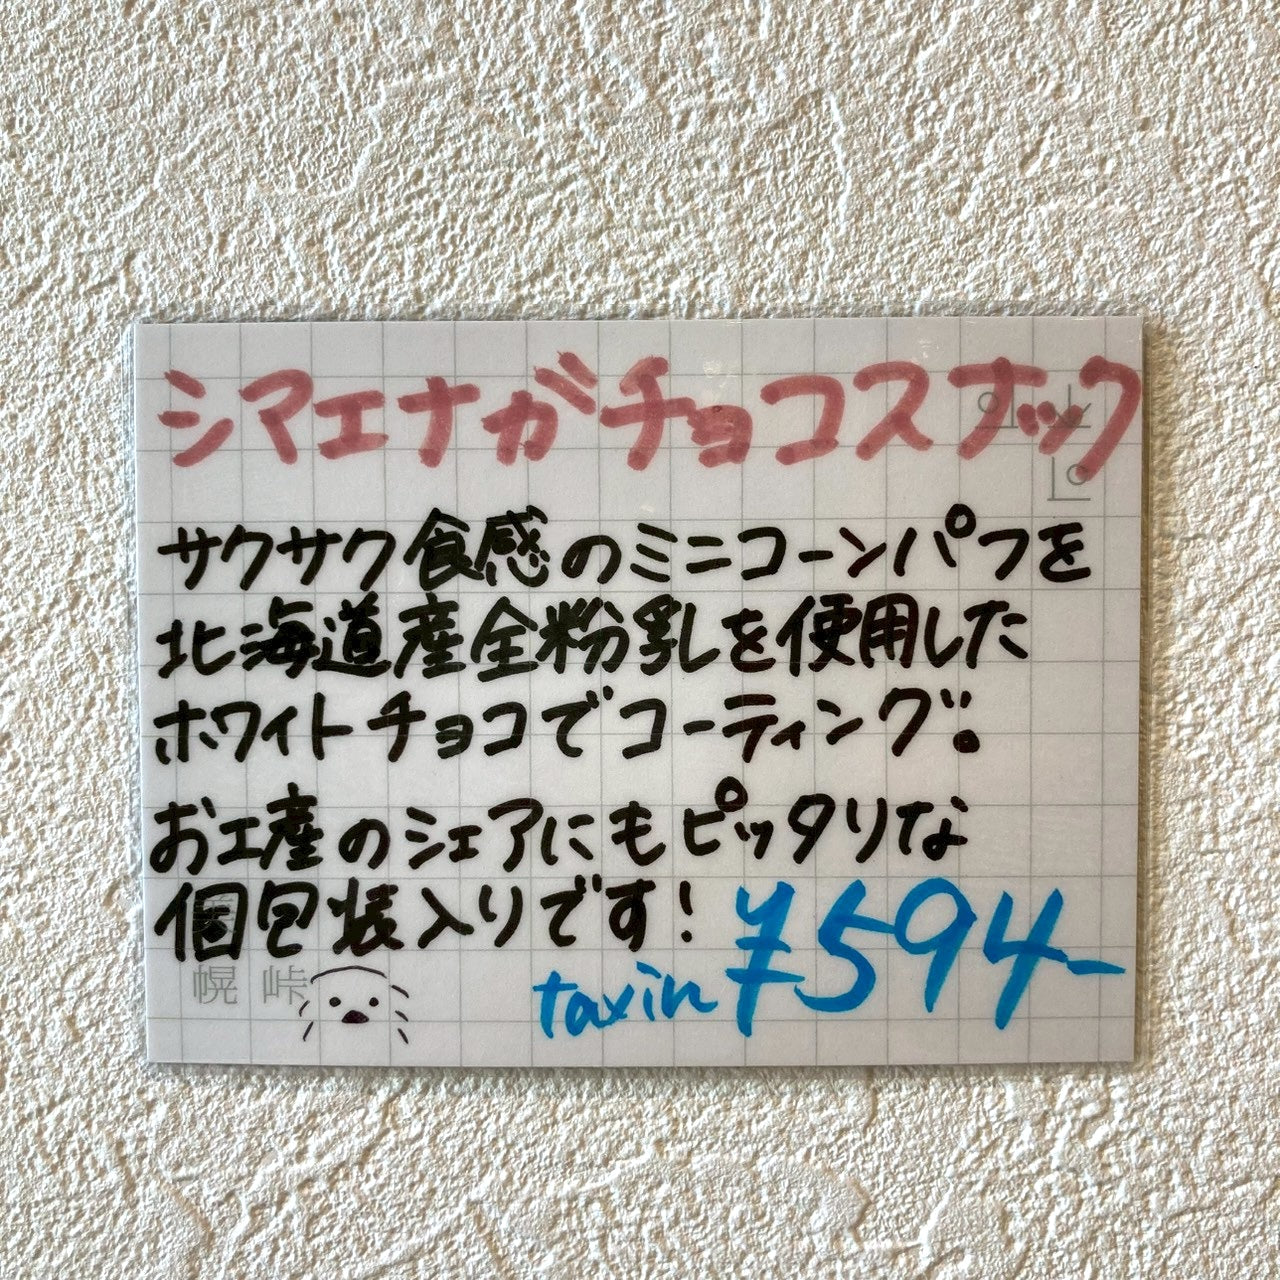 シマエナガチョコスナック
サクサク食感のミニコーンパフを
北海道産全粉乳を使用した
ホワイトチョコでコーティング。
お土産のシェアにもピッタリな
個包装入りです!
taxin ¥594-
幌 峠